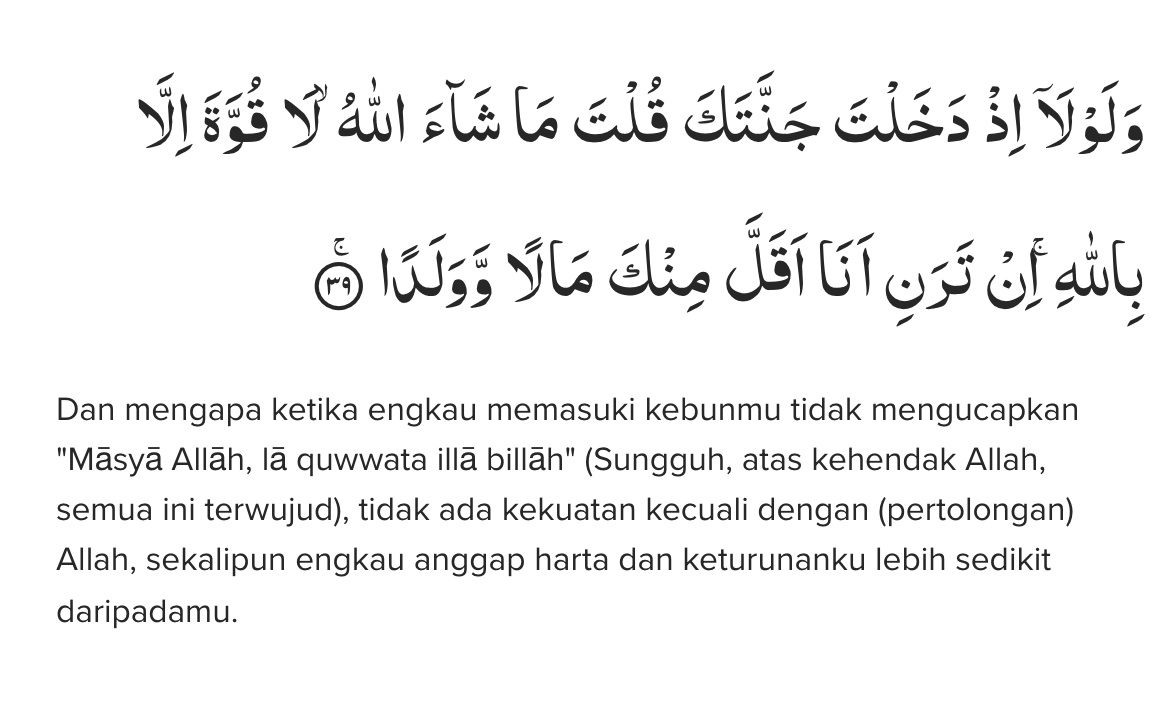 وَلَوْلَآ اِذْ دَخَلْتَ جَنَّتَكَ قُلْتَ مَا شَاۤءَ اللّٰهُ ۙلَا قُوَّةَ اِلَّا
بِاللّٰهِ ۚاِنْ تَرَنِ اَنَا۠ اَقَلَّ مِنْكَ مَالًا وَّوَلَدًاۚ ٣٩
Dan mengapa ketika engkau memasuki kebunmu tidak mengucapkan
"Māsyā Allāh, lā quwwata illā billāh" (Sungguh, atas kehendak Allah,
semua ini terwujud), tidak ada kekuatan kecuali dengan (pertolongan)
Allah, sekalipun engkau anggap harta dan keturunanku lebih sedikit
daripadamu.